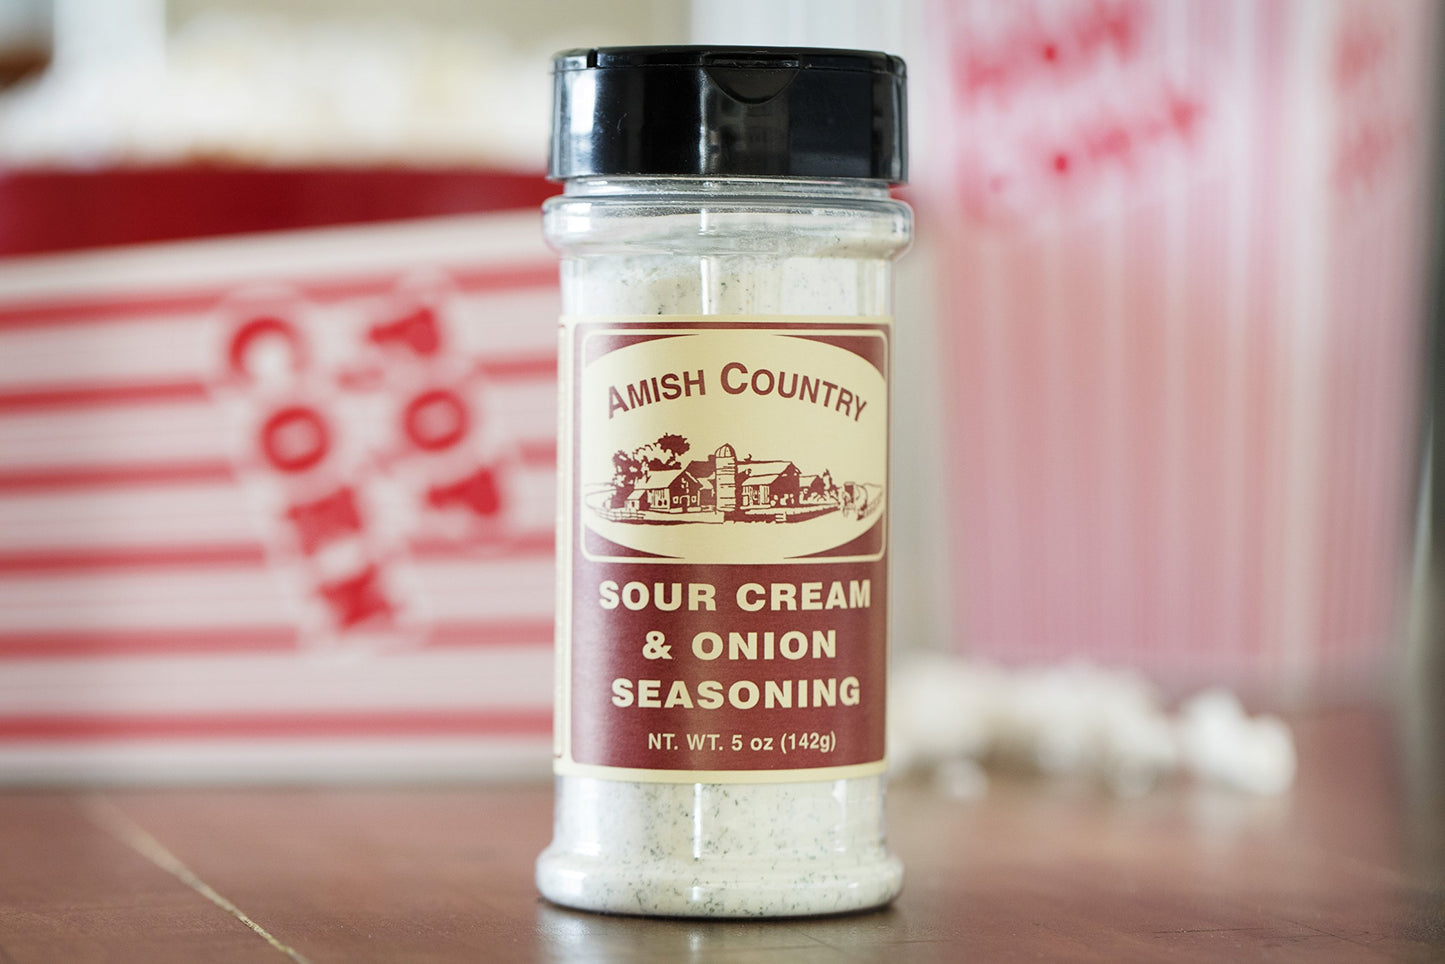 AMISH COUNTRY
SOUR CREAM
& ONION
SEASONING
NT. WT. 5 oz (142g)
POP
CORN